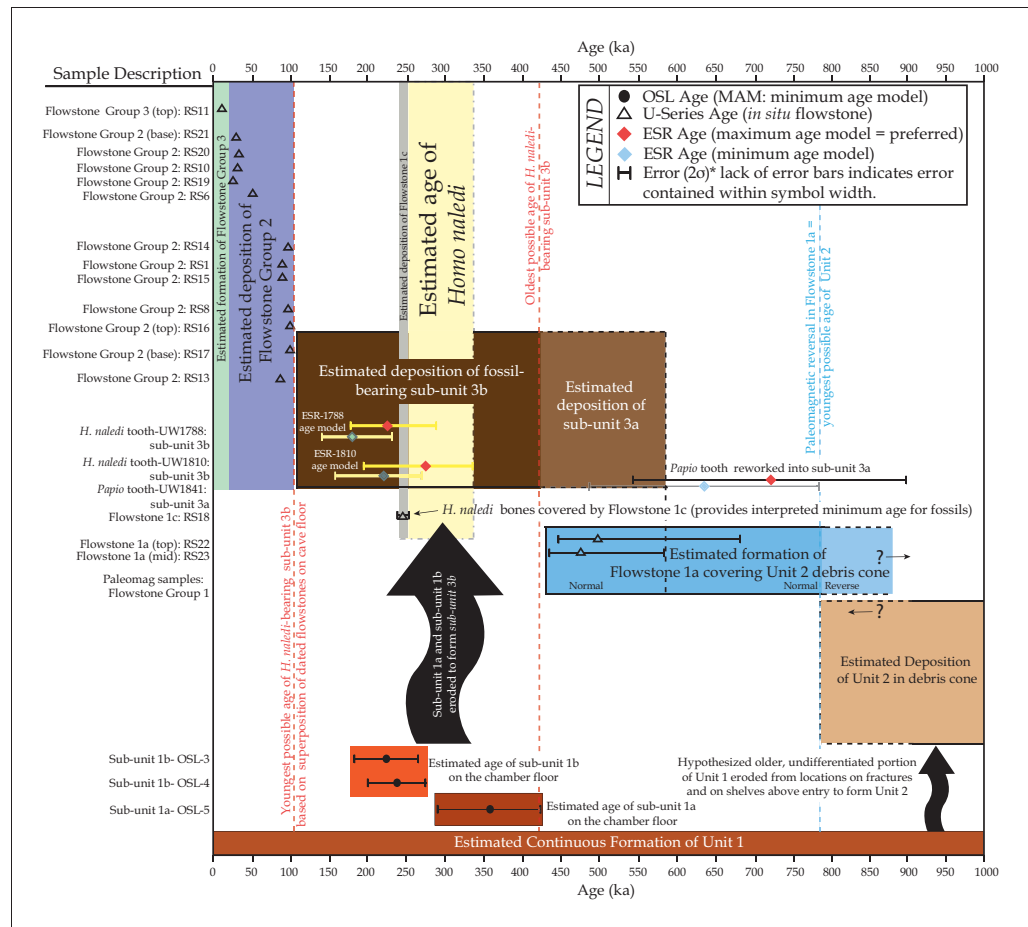 Age (ka)
0 50 100 150 200 250 300 350 400 450 500 550 600 650 700 750 800 850 900 950 1000
Sample Description
Flowstone Group 3 (top): RS11
Flowstone Group 2 (base): RS21
Flowstone Group 2: RS20
Flowstone Group 2: RS10
Flowstone Group 2: RS19
Flowstone Group 2: RS6
Flowstone Group 2: RS14
Flowstone Group 2: RS1
Flowstone Group 2: RS15
Flowstone Group 2: RS8
Flowstone Group 2 (top): RS16
Flowstone Group 2 (base): RS17
Flowstone Group 2: RS13
H. naledi tooth-UW1788:
sub-unit 3b
H. naledi tooth-UW1810:
sub-unit 3b
Papio tooth-UW1841:
sub-unit 3a
Flowstone 1c: RS18
Flowstone 1a (top): RS22
Flowstone 1a (mid): RS23
Paleomag samples:
Flowstone Group 1
Sub-unit 1b- OSL-3
Sub-unit 1b- OSL-4
Sub-unit 1a- OSL-5
Estimated formation of Flowstone Group 3
Estimated deposition of
Flowstone Group 2
Estimated deposition of Flowstone 1c
Estimated age of
Homo naledi
Oldest possible age of H. naledi-
bearing sub-unit 3b
LEGEND
OSL Age (MAM: minimum age model)
U-Series Age (in situ flowstone)
ESR Age (maximum age model = preferred)
ESR Age (minimum age model)
Error (2σ)* lack of error bars indicates error
contained within symbol width.
Paleomagnetic reversal in Flowstone 1a =
youngest possible age of Unit 2
Estimated deposition of fossil-
bearing sub-unit 3b
Estimated
deposition of
sub-unit 3a
ESR-1788
age model
ESR-1810
age model
Papio tooth reworked into sub-unit 3a
H. naledi bones covered by Flowstone 1c (provides interpreted minimum age for fossils)
Estimated formation of
Flowstone 1a covering Unit 2 debris cone
?
Normal
Normal
Reverse
?
Estimated Deposition
of Unit 2 in debris cone
Youngest possible age of H. naledi-bearing sub-unit 3b
based on superposition of dated flowstones on cave floor
Sub-unit 1a and sub-unit 1b
eroded to form sub-unit 3b
Estimated age of sub-unit 1b
on the chamber floor
Estimated age of sub-unit 1a
on the chamber floor
Hypothesized older, undifferentiated portion
of Unit 1 eroded from locations on fractures
and on shelves above entry to form Unit 2
Estimated Continuous Formation of Unit 1
0 50 100 150 200 250 300 350 400 450 500 550 600 650 700 750 800 850 900 950 1000
Age (ka)